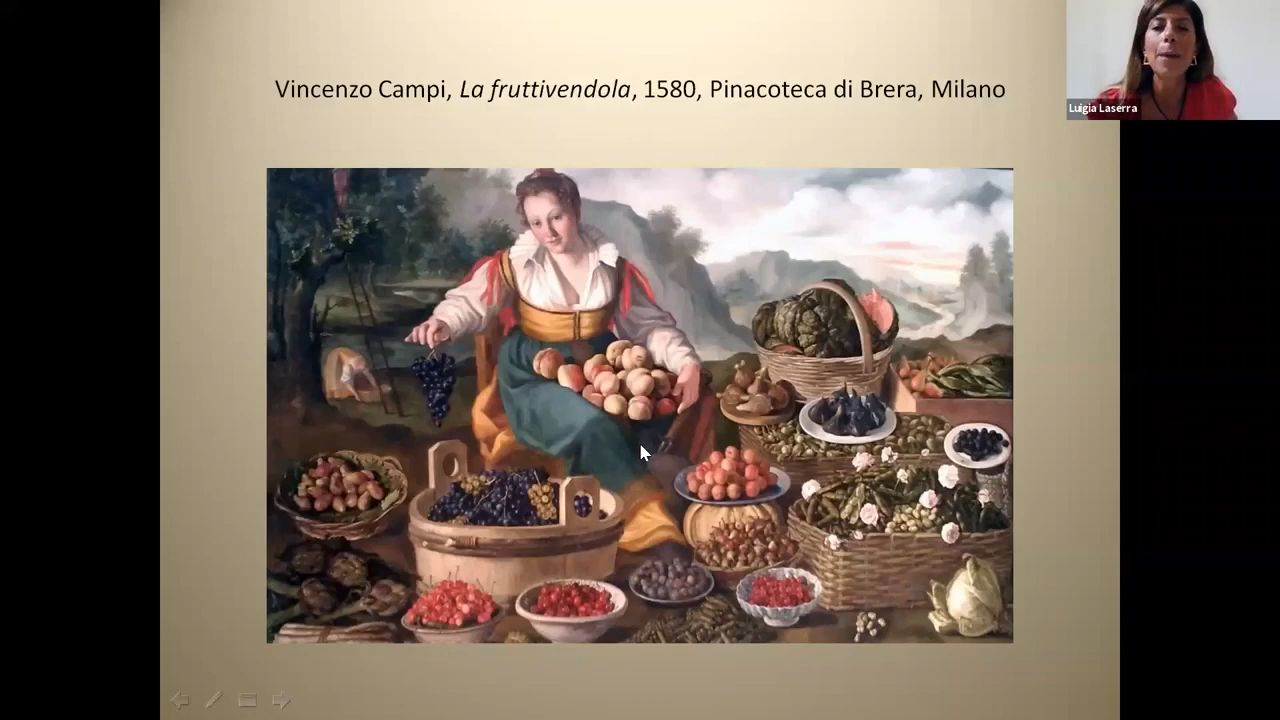 Vincenzo Campi, La fruttivendola, 1580, Pinacoteca di Brera, Milano
Luigia Laserra